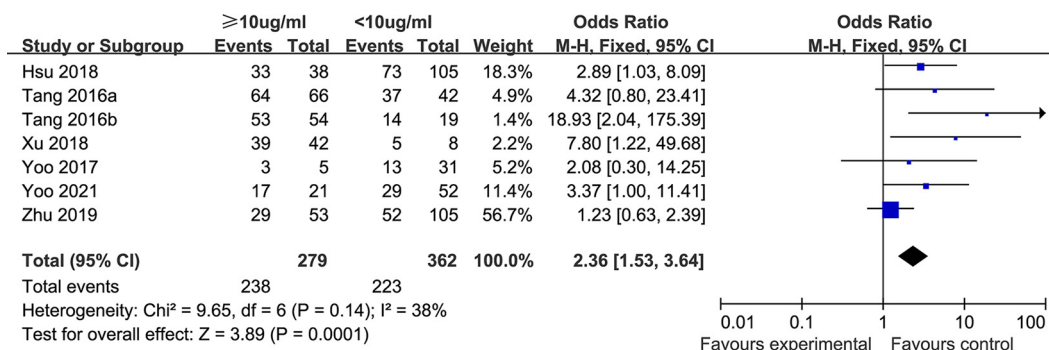 ≥10ug/ml <10ug/ml Odds Ratio Odds Ratio
Study or Subgroup Events Total Events Total Weight M-H, Fixed, 95% CI M-H, Fixed, 95% CI
Hsu 2018 33 38 73 105 18.3% 2.89 [1.03, 8.09]
Tang 2016a 64 66 37 42 4.9% 4.32 [0.80, 23.41]
Tang 2016b 53 54 14 19 1.4% 18.93 [2.04, 175.39]
Xu 2018 39 42 5 8 2.2% 7.80 [1.22, 49.68]
Yoo 2017 3 5 13 31 5.2% 2.08 [0.30, 14.25]
Yoo 2021 17 21 29 52 11.4% 3.37 [1.00, 11.41]
Zhu 2019 29 53 52 105 56.7% 1.23 [0.63, 2.39]
Total (95% CI) 279 362 100.0% 2.36 [1.53, 3.64]
Total events 238 223
Heterogeneity: Chi² = 9.65, df = 6 (P = 0.14); I² = 38%
Test for overall effect: Z = 3.89 (P = 0.0001)
0.01 0.1 1 10 100
Favours experimental Favours control